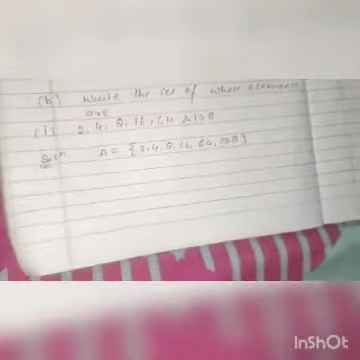 (b) write the set of whose elements
are
(i) 2, 4, 8, 16, 64 & 128
Solⁿ A = {2, 4, 8, 16, 64, 128}
InShOt